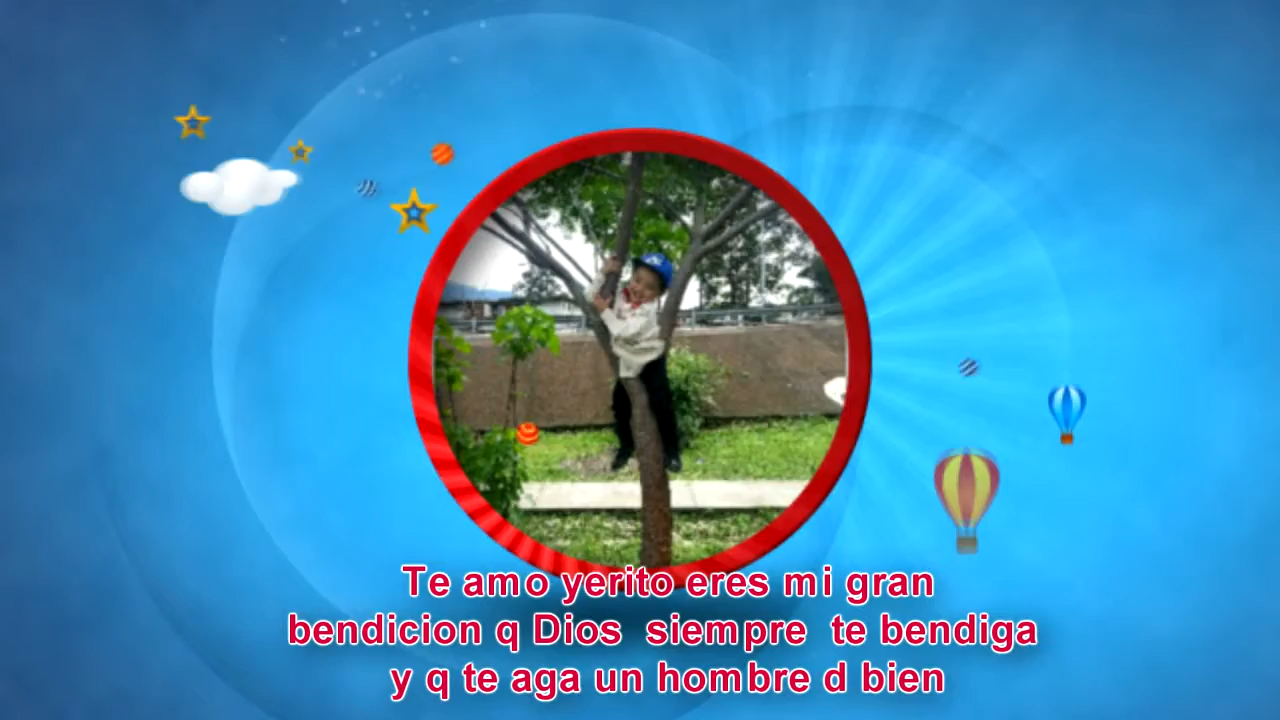 Te amo yerito eres mi gran
bendicion q Dios siempre te bendiga
y q te aga un hombre d bien